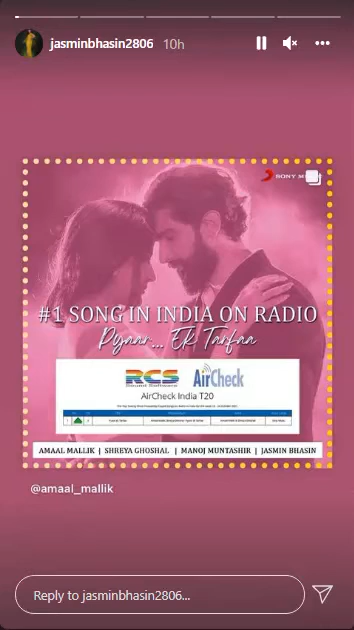 jasminbhasin2806 10h
SONY M
#1 SONG IN INDIA ON RADIO
Pyaar... Ek Tarfaa
RCS AirCheck
AirCheck India T20
AMAAL MALLIK | SHREYA GHOSHAL | MANOJ MUNTASHIR | JASMIN BHASIN
@amaal_mallik
Reply to jasminbhasin2806...